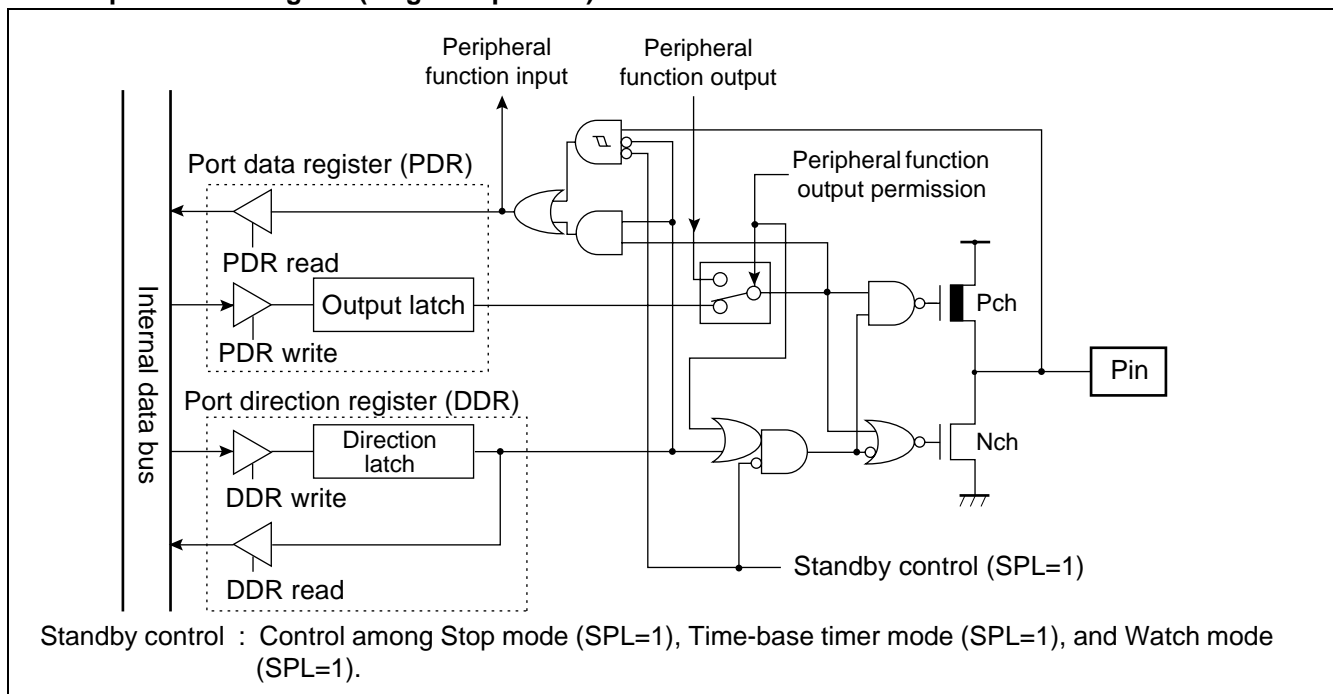 Peripheral
function input
Peripheral
function output
Port data register (PDR)
Peripheral function
output permission
PDR read
Output latch
PDR write
Pch
Pin
Internal data bus
Port direction register (DDR)
Direction
latch
Nch
DDR write
Standby control (SPL=1)
DDR read
Standby control : Control among Stop mode (SPL=1), Time-base timer mode (SPL=1), and Watch mode
(SPL=1).